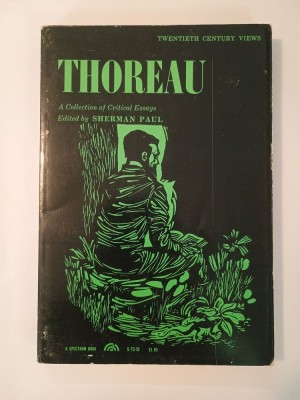 TWENTIETH CENTURY VIEWS
THOREAU
A Collection of Critical Essays
Edited by SHERMAN PAUL
A SPECTRUM BOOK